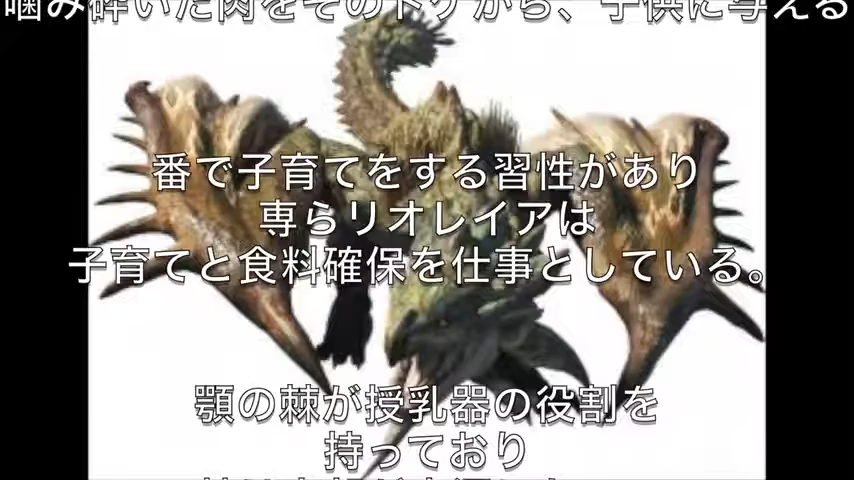 噛み砕いた肉をそのトゲから、子供に与える
番で子育てをする習性があり
専らリオレイアは
子育てと食料確保を仕事としている。
顎の棘が授乳器の役割を
持っており